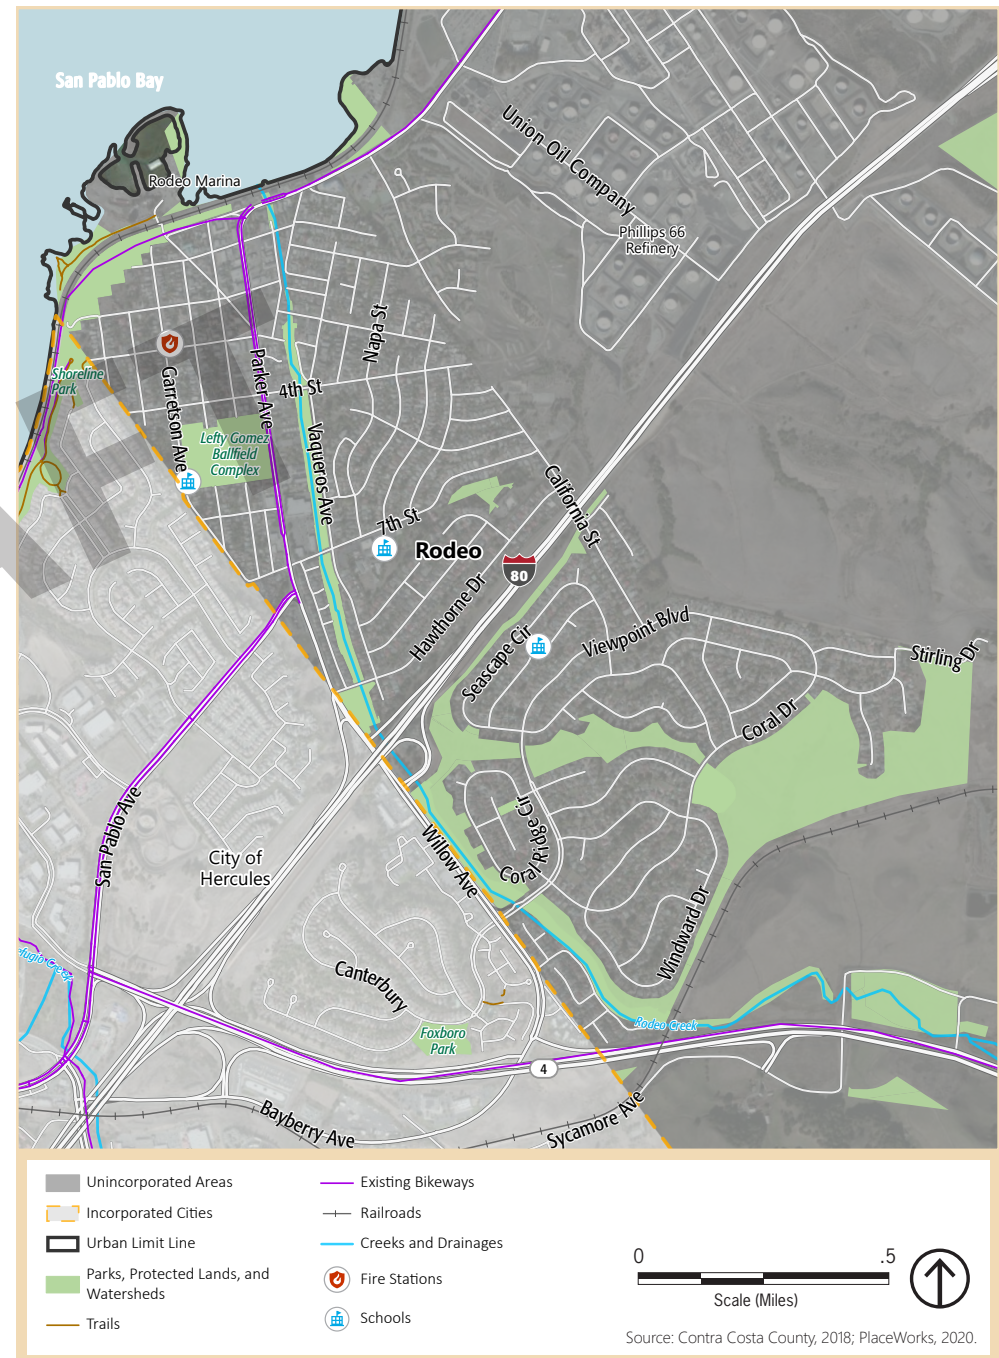 San Pablo Bay
Rodeo Marina
Union Oil Company
Phillips 66
Refinery
Napa St
Shoreline
Park
Garretson Ave
Parker Ave
4th St
Lefty Gomez
Ballfield
Complex
Vaqueros Ave
California St
7th St
Rodeo
80
Hawthorne Dr
Seascape Cir
Viewpoint Blvd
Stirling Dr
Coral Dr
San Pablo Ave
Coral Ridge Cir
City of
Hercules
Willow Ave
Windward Dr
efugio Creek
Canterbury
Rodeo Creek
Foxboro
Park
4
Bayberry Ave
Sycamore Ave
Unincorporated Areas
Incorporated Cities
Urban Limit Line
Parks, Protected Lands, and
Watersheds
Trails
Existing Bikeways
Railroads
Creeks and Drainages
Fire Stations
Schools
0 .5
Scale (Miles)
Source: Contra Costa County, 2018; PlaceWorks, 2020.